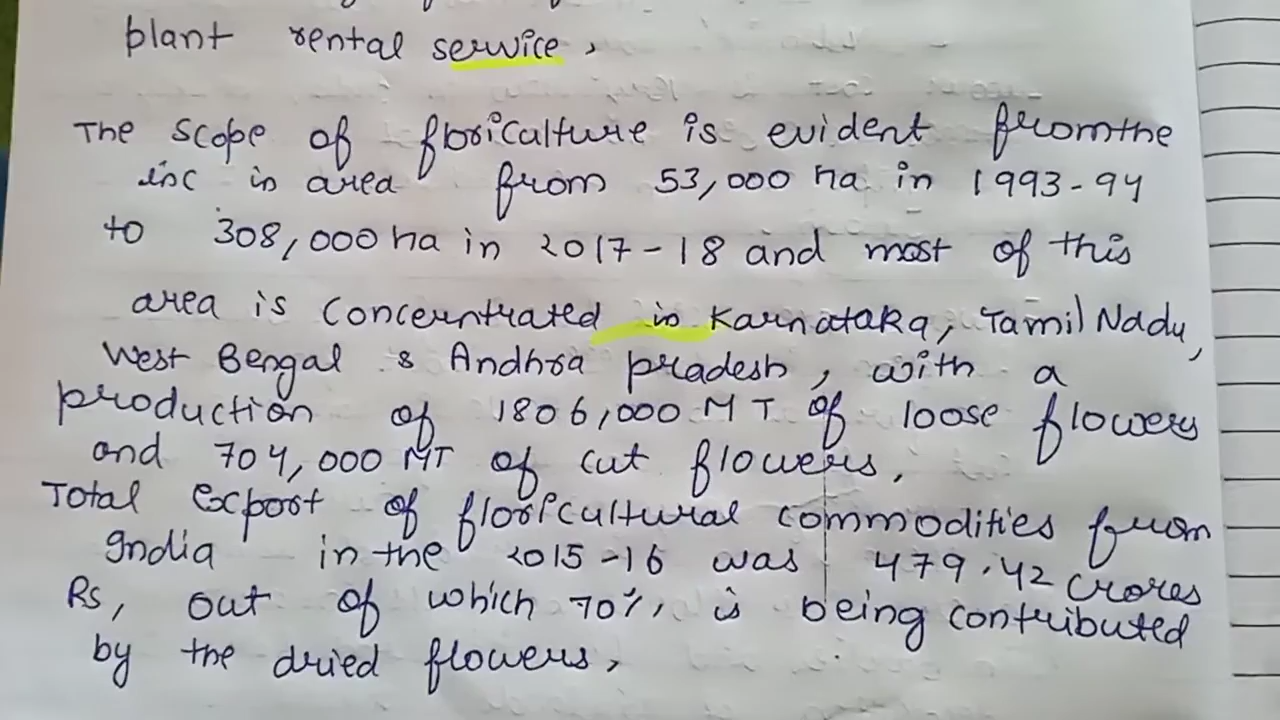 plant rental service,
The scope of floriculture is evident from the
inc in area from 53,000 ha in 1993-94
to 308,000 ha in 2017-18 and most of this
area is concentrated in Karnataka, Tamil Nadu,
West Bengal & Andhra pradesh, with a
production of 1806,000 MT of loose flowers
and 704,000 MT of cut flowers.
Total export of floricultural commodities from
India in the 2015-16 was 479.42 crores
Rs, out of which 70% is being contributed
by the dried flowers,